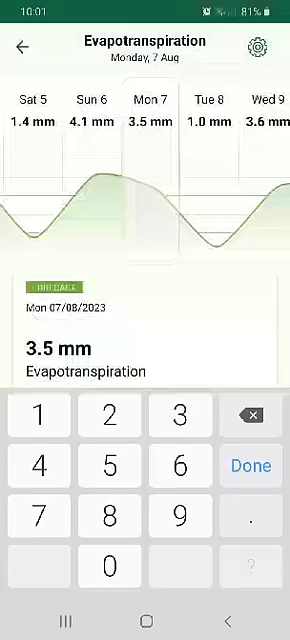 10:01
81%
Evapotranspiration
Monday, 7 Aug
Sat 5
Sun 6
Mon 7
Tue 8
Wed 9
1.4 mm
4.1 mm
3.5 mm
1.0 mm
3.6 mm
FORECAST
Mon 07/08/2023
3.5 mm
Evapotranspiration
1
2
3
4
5
6
Done
7
8
9
.
0
?